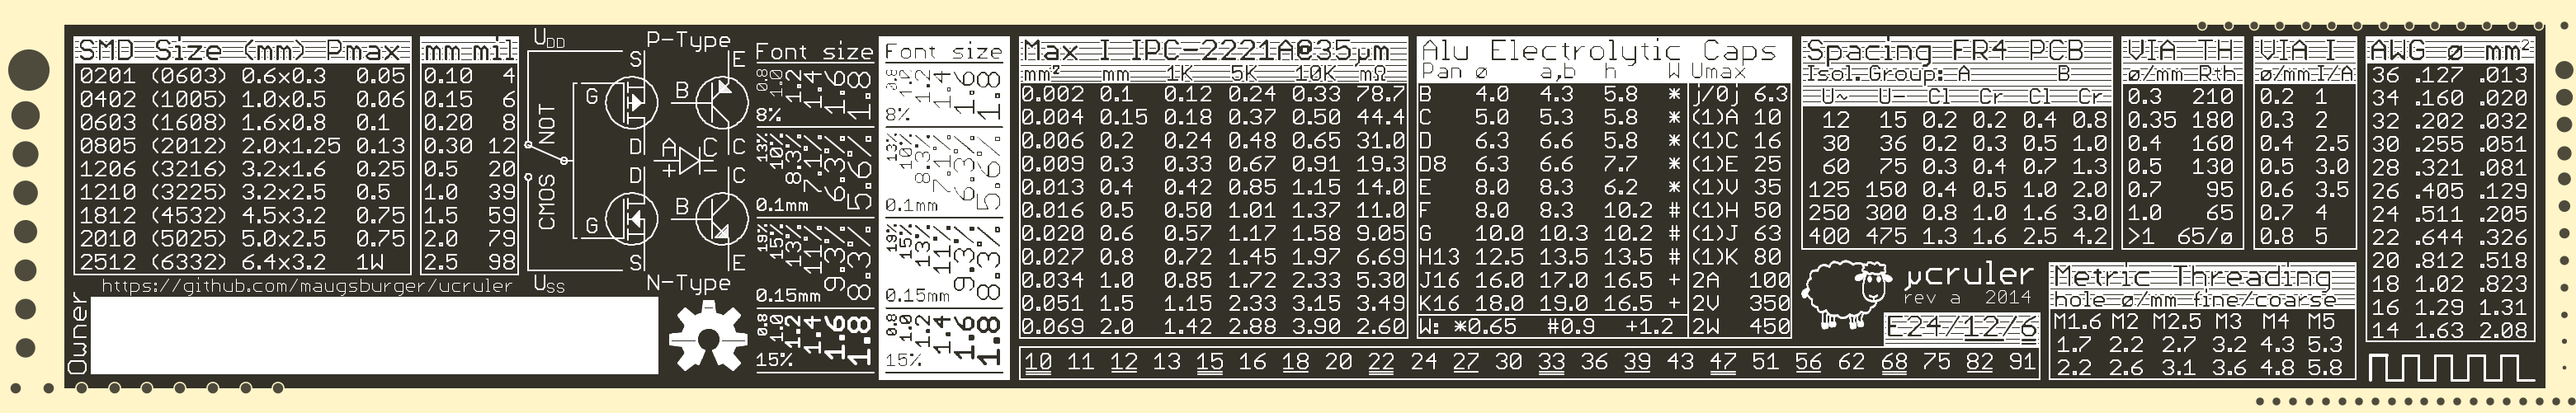 SMD Size (mm) Pmax
0201 (0603) 0.6x0.3 0.05
0402 (1005) 1.0x0.5 0.06
0603 (1608) 1.6x0.8 0.1
0805 (2012) 2.0x1.25 0.13
1206 (3216) 3.2x1.6 0.25
1210 (3225) 3.2x2.5 0.5
1812 (4532) 4.5x3.2 0.75
2010 (5025) 5.0x2.5 0.75
2512 (6332) 6.4x3.2 1W
https://github.com/maugsburger/ucruler
Owner
mm mil
0.10 4
0.15 6
0.20 8
0.30 12
0.5 20
1.0 39
1.5 59
2.0 79
2.5 98
UDD P-Type
S E
G B
NOT
D A C C
+ -
D C
CMOS
G B
S E
USS N-Type
Font size
0.8 1.0 1.2 1.4 1.6 1.8
8%
13% 10% 8.3% 7.1% 6.3% 5.6%
0.1mm
19% 15% 13% 11% 9.3% 8.3%
0.15mm
0.8 1.0 1.2 1.4 1.6 1.8
15%
Font size
0.8 1.0 1.2 1.4 1.6 1.8
8%
13% 10% 8.3% 7.1% 6.3% 5.6%
0.1mm
19% 15% 13% 11% 9.3% 8.3%
0.15mm
0.8 1.0 1.2 1.4 1.6 1.8
15%
Max I IPC-2221A@35µm
mm² mm 1K 5K 10K mΩ
0.002 0.1 0.12 0.24 0.33 78.7
0.004 0.15 0.18 0.37 0.50 44.4
0.006 0.2 0.24 0.48 0.65 31.0
0.009 0.3 0.33 0.67 0.91 19.3
0.013 0.4 0.42 0.85 1.15 14.0
0.016 0.5 0.50 1.01 1.37 11.0
0.020 0.6 0.57 1.17 1.58 9.05
0.027 0.8 0.72 1.45 1.97 6.69
0.034 1.0 0.85 1.72 2.33 5.30
0.051 1.5 1.15 2.33 3.15 3.49
0.069 2.0 1.42 2.88 3.90 2.60
Alu Electrolytic Caps
Pan ø a,b h W Umax
B 4.0 4.3 5.8 * j/0j 6.3
C 5.0 5.3 5.8 * (1)A 10
D 6.3 6.6 5.8 * (1)C 16
D8 6.3 6.6 7.7 * (1)E 25
E 8.0 8.3 6.2 * (1)V 35
F 8.0 8.3 10.2 # (1)H 50
G 10.0 10.3 10.2 # (1)J 63
H13 12.5 13.5 13.5 # (1)K 80
J16 16.0 17.0 16.5 + 2A 100
K16 18.0 19.0 16.5 + 2V 350
W: *0.65 #0.9 +1.2 2W 450
Spacing FR4 PCB
Isol.Group: A B
U~ U- Cl Cr Cl Cr
12 15 0.2 0.2 0.4 0.8
30 36 0.2 0.3 0.5 1.0
60 75 0.3 0.4 0.7 1.3
125 150 0.4 0.5 1.0 2.0
250 300 0.8 1.0 1.6 3.0
400 475 1.3 1.6 2.5 4.2
VIA TH
ø/mm Rth
0.3 210
0.35 180
0.4 160
0.5 130
0.7 95
1.0 65
>1 65/ø
VIA I
ø/mm I/A
0.2 1
0.3 2
0.4 2.5
0.5 3.0
0.6 3.5
0.7 4
0.8 5
AWG ø mm²
36 .127 .013
34 .160 .020
32 .202 .032
30 .255 .051
28 .321 .081
26 .405 .129
24 .511 .205
22 .644 .326
20 .812 .518
18 1.02 .823
16 1.29 1.31
14 1.63 2.08
µcruler
rev a 2014
E24/12/6
10 11 12 13 15 16 18 20 22 24 27 30 33 36 39 43 47 51 56 62 68 75 82 91
Metric Threading
hole ø/mm fine/coarse
M1.6 M2 M2.5 M3 M4 M5
1.7 2.2 2.7 3.2 4.3 5.3
2.2 2.6 3.1 3.6 4.8 5.8